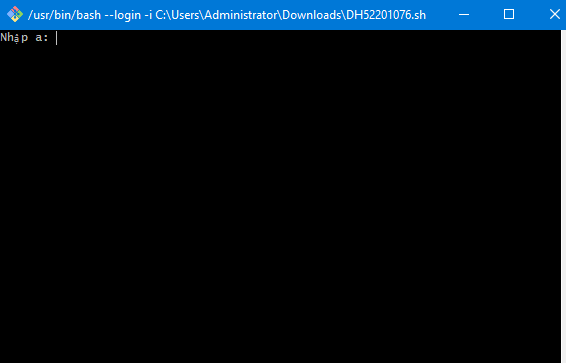 /usr/bin/bash --login -i C:\Users\Administrator\Downloads\DH52201076.sh
Nhập a: